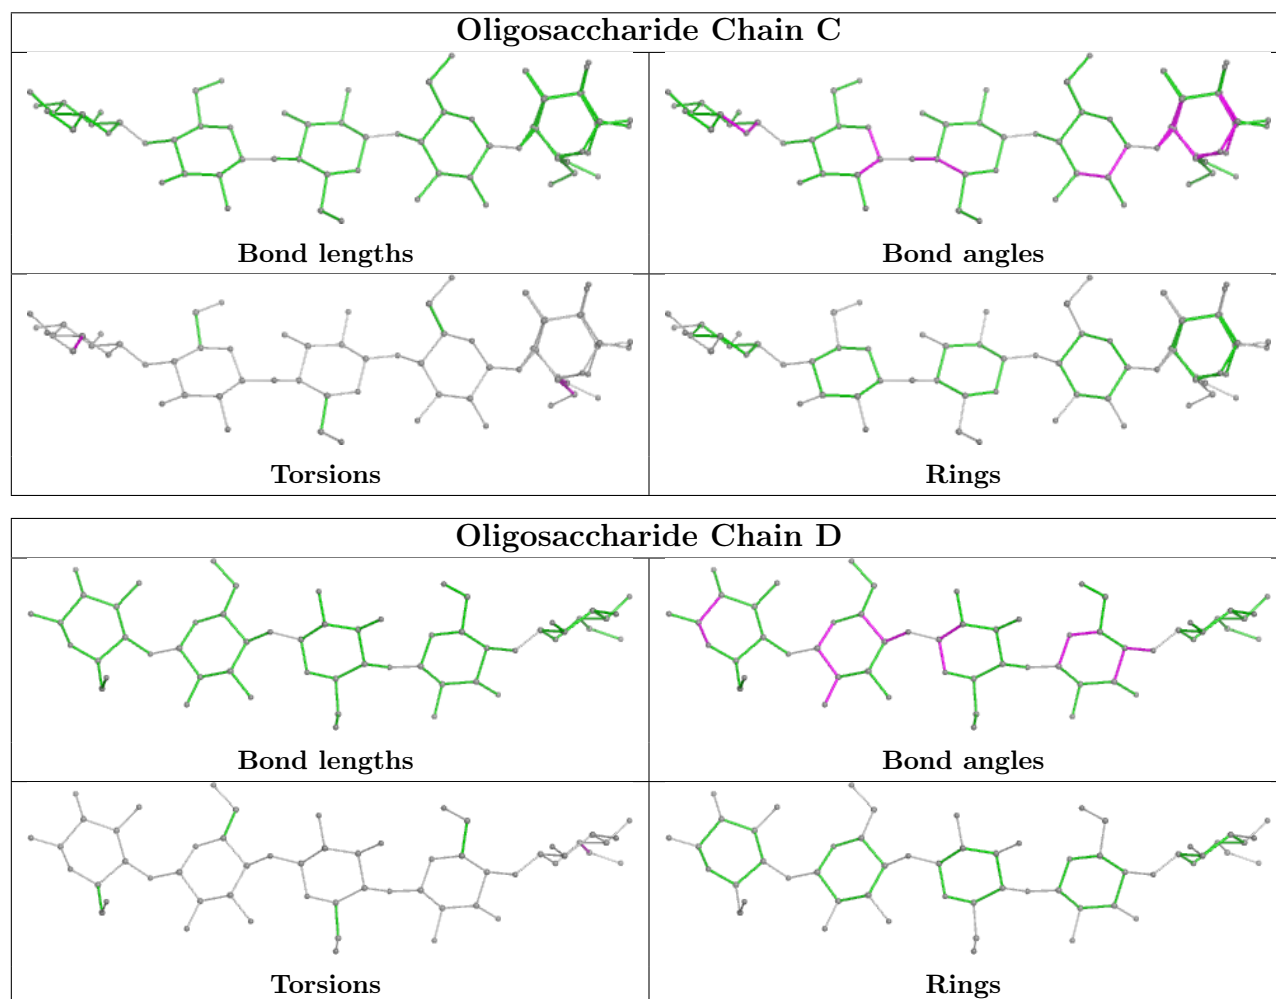 Oligosaccharide Chain C
Bond lengths
Bond angles
Torsions
Rings
Oligosaccharide Chain D
Bond lengths
Bond angles
Torsions
Rings